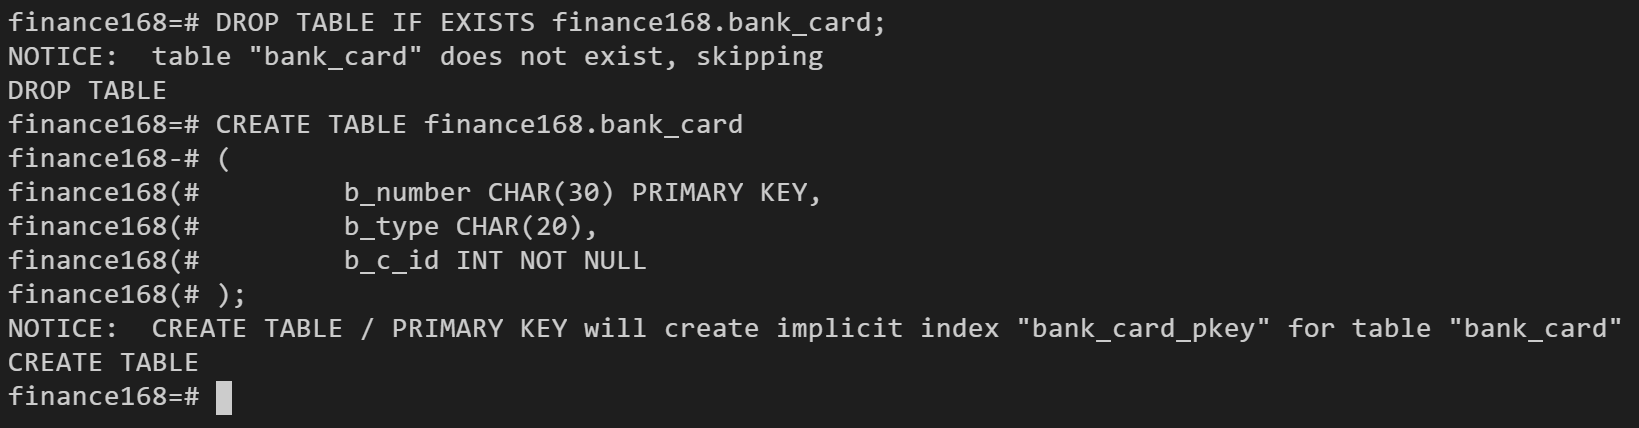 finance168=# DROP TABLE IF EXISTS finance168.bank_card;
NOTICE:  table "bank_card" does not exist, skipping
DROP TABLE
finance168=# CREATE TABLE finance168.bank_card
finance168-# (
finance168(#         b_number CHAR(30) PRIMARY KEY,
finance168(#         b_type CHAR(20),
finance168(#         b_c_id INT NOT NULL
finance168(# );
NOTICE:  CREATE TABLE / PRIMARY KEY will create implicit index "bank_card_pkey" for table "bank_card"
CREATE TABLE
finance168=#